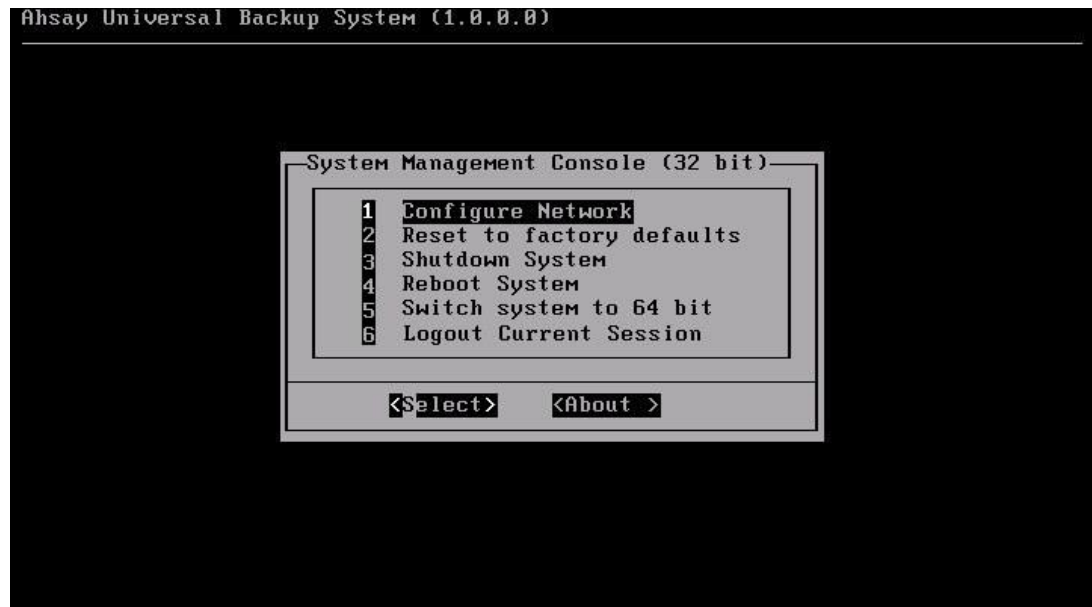 Ahsay Universal Backup System (1.0.0.0)
System Management Console (32 bit)
1 Configure Network
2 Reset to factory defaults
3 Shutdown System
4 Reboot System
5 Switch system to 64 bit
6 Logout Current Session
<Select> <About >